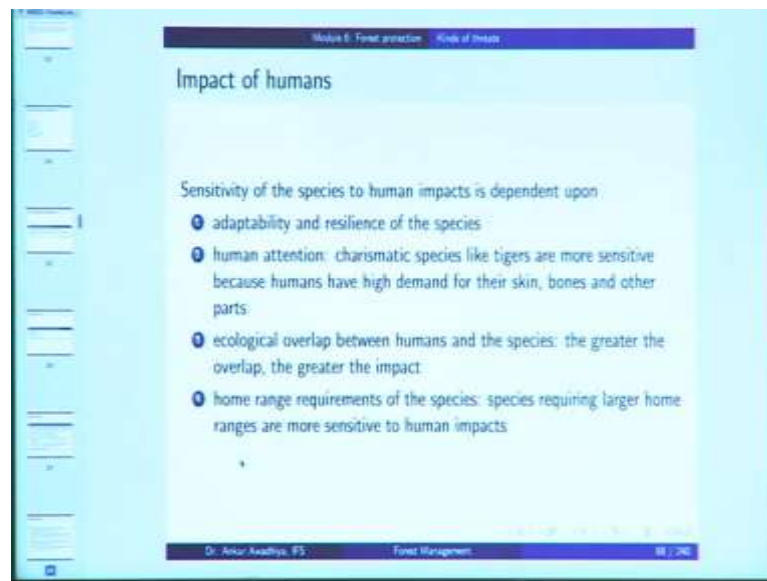 Module 6: Forest protection Kinds of threats
Impact of humans
Sensitivity of the species to human impacts is dependent upon
1 adaptability and resilience of the species
2 human attention: charismatic species like tigers are more sensitive
because humans have high demand for their skin, bones and other
parts
3 ecological overlap between humans and the species: the greater the
overlap, the greater the impact
4 home range requirements of the species: species requiring larger home
ranges are more sensitive to human impacts
Dr. Ankur Awadhiya, IFS Forest Management